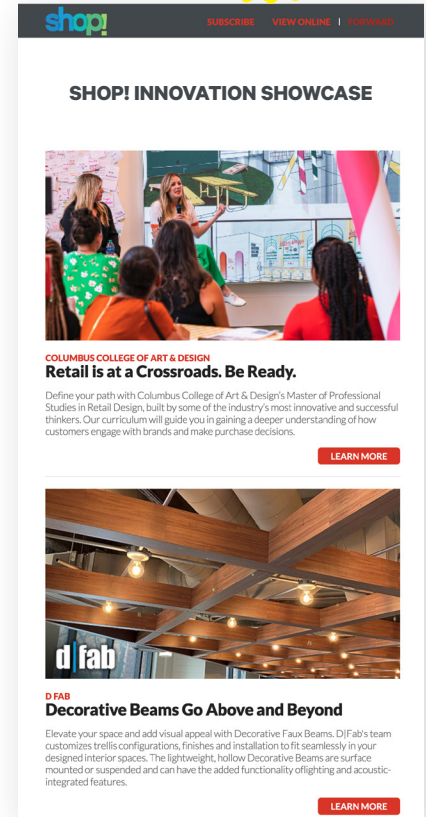 shop!
SUBSCRIBE VIEW ONLINE | FORWARD
SHOP! INNOVATION SHOWCASE
COLUMBUS COLLEGE OF ART & DESIGN
Retail is at a Crossroads. Be Ready.
Define your path with Columbus College of Art & Design's Master of Professional
Studies in Retail Design, built by some of the industry's most innovative and successful
thinkers. Our curriculum will guide you in gaining a deeper understanding of how
customers engage with brands and make purchase decisions.
LEARN MORE
d|fab
D FAB
Decorative Beams Go Above and Beyond
Elevate your space and add visual appeal with Decorative Faux Beams. D|Fab's team
customizes trellis configurations, finishes and installation to fit seamlessly in your
designed interior spaces. The lightweight, hollow Decorative Beams are surface
mounted or suspended and can have the added functionality oflighting and acoustic-
integrated features.
LEARN MORE